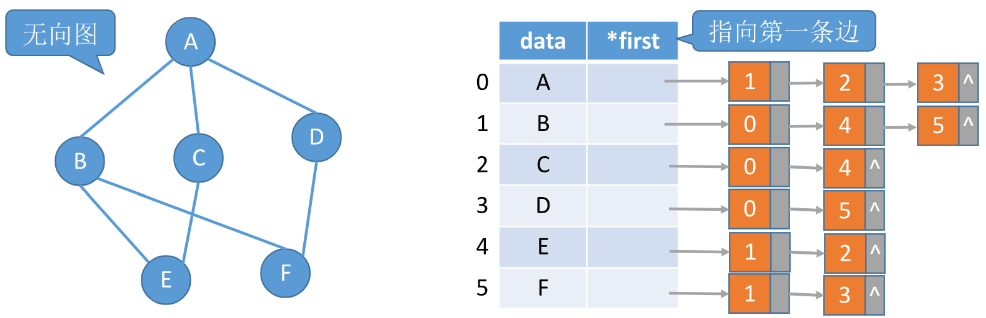 无向图
A
B
C
D
E
F
指向第一条边
data *first
0 A 1 2 3 ^
1 B 0 4 5 ^
2 C 0 4 ^
3 D 0 5 ^
4 E 1 2 ^
5 F 1 3 ^